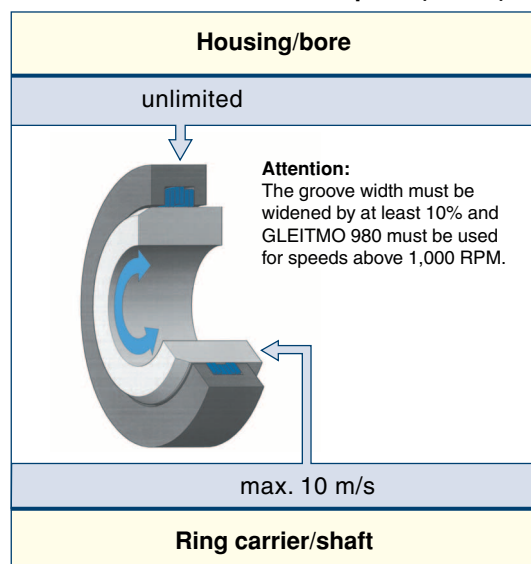 Housing/bore
unlimited
Attention:
The groove width must be
widened by at least 10% and
GLEITMO 980 must be used
for speeds above 1,000 RPM.
max. 10 m/s
Ring carrier/shaft